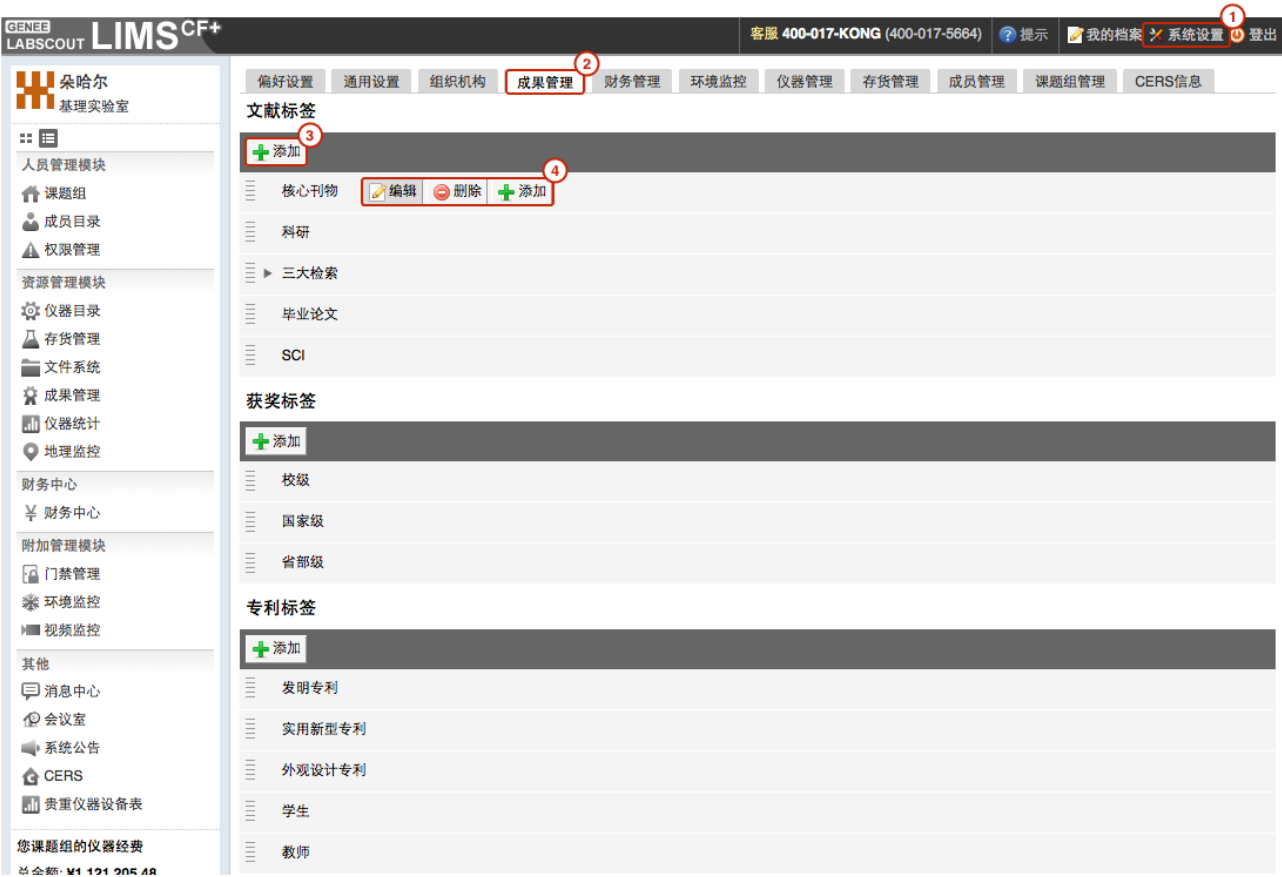 1
GENEE
LABSCOUT LIMS CF+
客服 400-017-KONG (400-017-5664) 提示 我的档案 系统设置 登出
朵哈尔
基理实验室
人员管理模块
课题组
成员目录
权限管理
资源管理模块
仪器目录
存货管理
文件系统
成果管理
仪器统计
地理监控
财务中心
¥ 财务中心
附加管理模块
门禁管理
环境监控
视频监控
其他
消息中心
会议室
系统公告
CERS
贵重仪器设备表
您课题组的仪器经费
总金额: ¥1,121,205.48
2
偏好设置 通用设置 组织机构 成果管理 财务管理 环境监控 仪器管理 存货管理 成员管理 课题组管理 CERS信息
文献标签
3
添加
4
核心刊物 编辑 删除 添加
科研
三大检索
毕业论文
SCI
获奖标签
添加
校级
国家级
省部级
专利标签
添加
发明专利
实用新型专利
外观设计专利
学生
教师